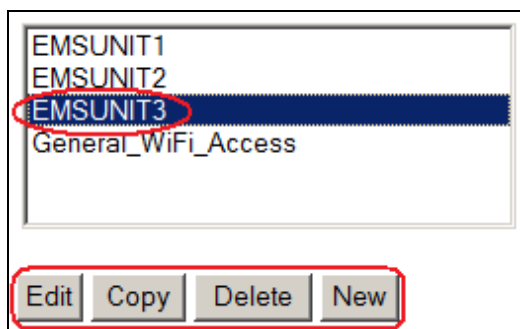 EMSUNIT1
EMSUNIT2
EMSUNIT3
General_WiFi_Access
Edit Copy Delete New